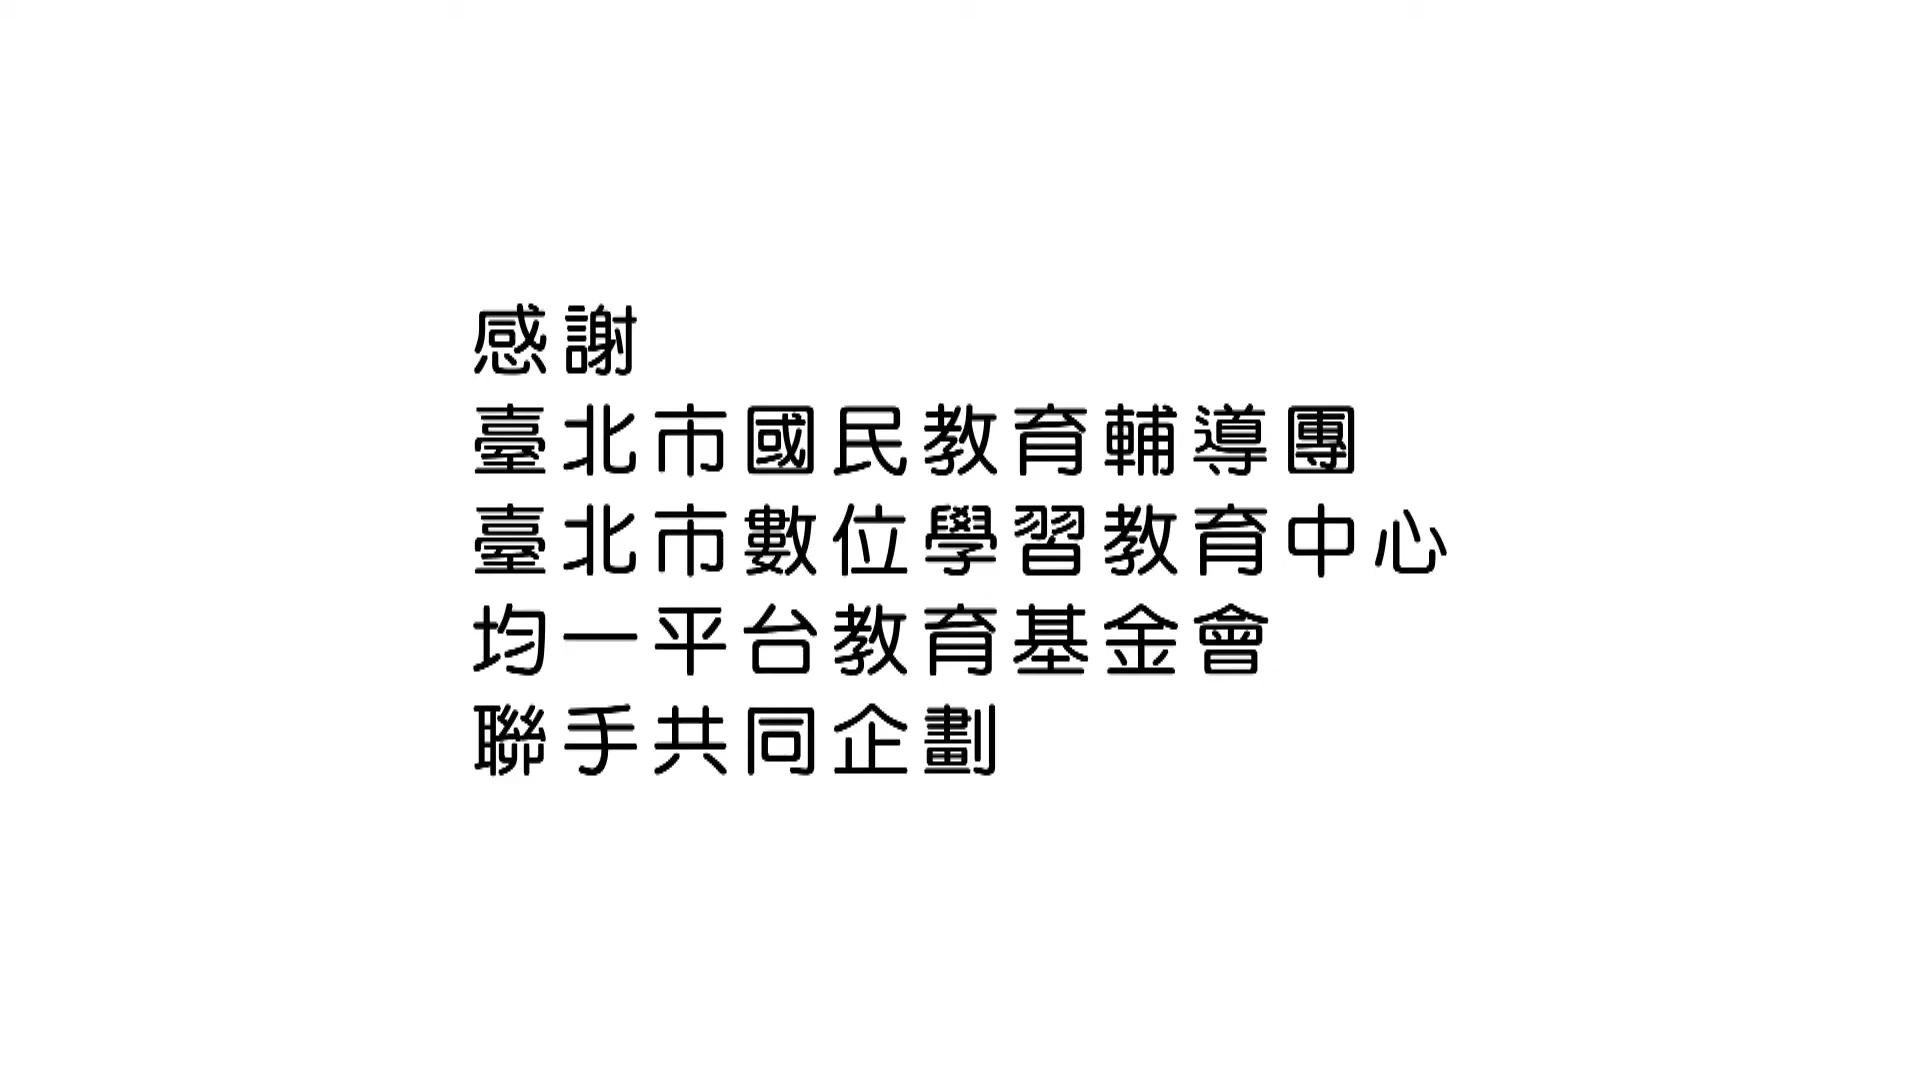 感謝
臺北市國民教育輔導團
臺北市數位學習教育中心
均一平台教育基金會
聯手共同企劃